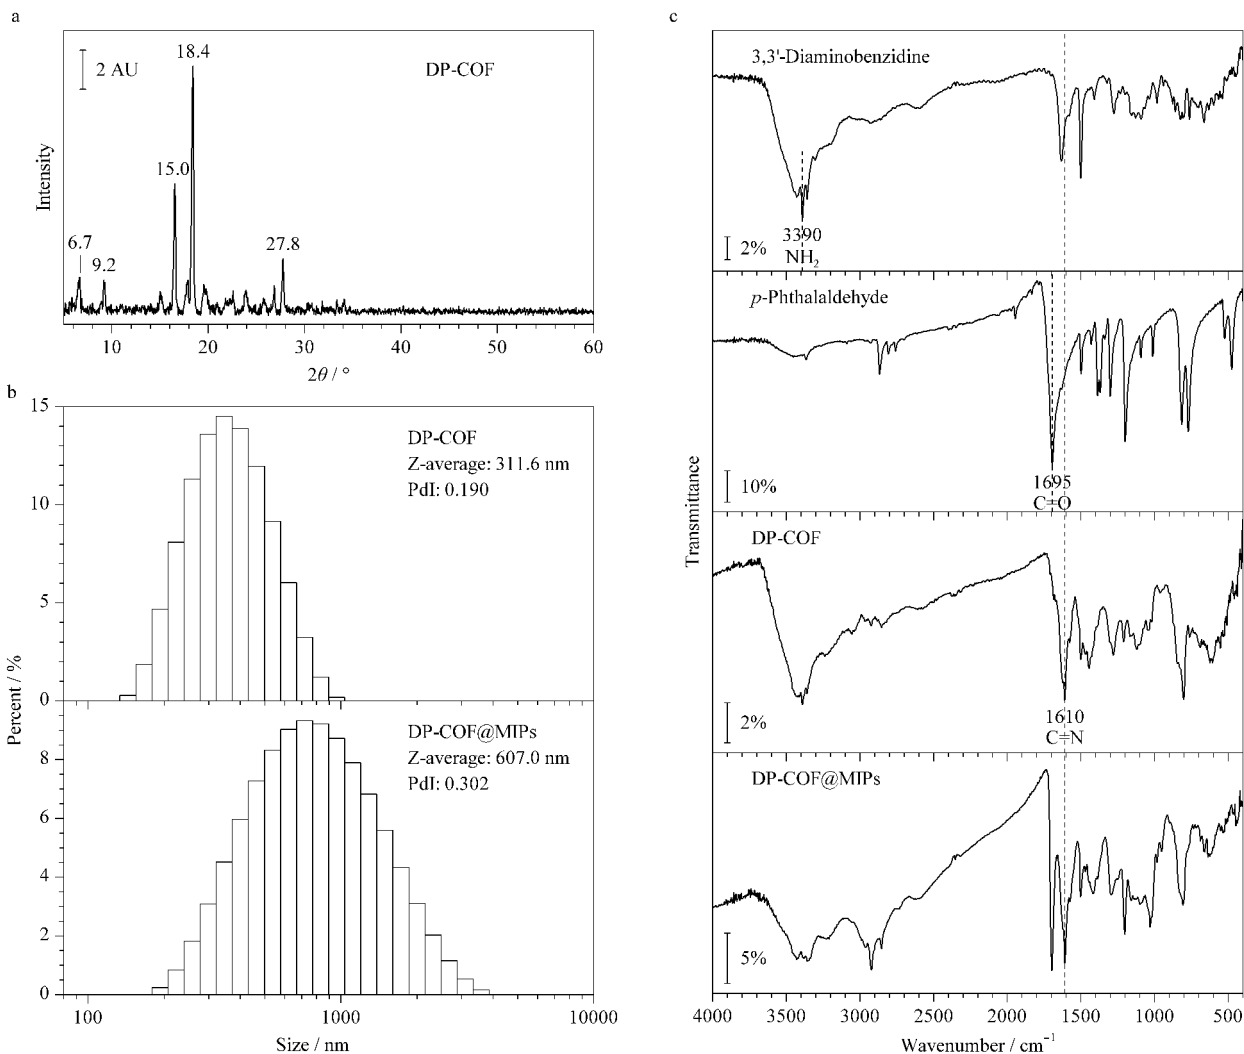 a
2 AU
18.4
DP-COF
15.0
6.7
9.2
27.8
Intensity
10 20 30 40 50 60
2θ / °
b
15
10
5
0
DP-COF
Z-average: 311.6 nm
PdI: 0.190
Percent / %
8
6
4
2
0
DP-COF@MIPs
Z-average: 607.0 nm
PdI: 0.302
100 1000 10000
Size / nm
c
3,3'-Diaminobenzidine
2%
3390
NH₂
p-Phthalaldehyde
10%
1695
C=O
Transmittance
DP-COF
2%
1610
C=N
DP-COF@MIPs
5%
4000 3500 3000 2500 2000 1500 1000 500 400
Wavenumber / cm⁻¹